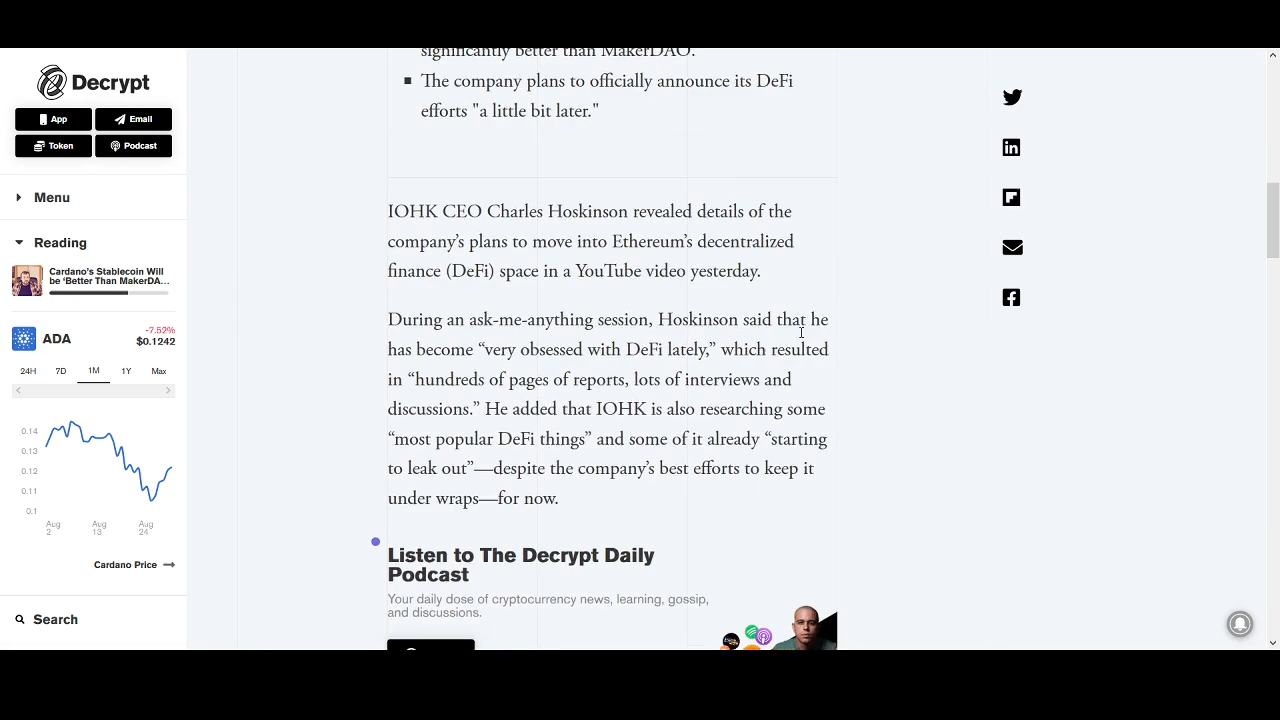 Decrypt
App
Email
Token
Podcast
Menu
Reading
Cardano's Stablecoin Will
be 'Better Than MakerDA...
ADA
-7.52%
$0.1242
24H 7D 1M 1Y Max
0.14
0.13
0.12
0.11
0.1
Aug
2
Aug
13
Aug
24
Cardano Price
Search
significantly better than MakerDAO.
The company plans to officially announce its DeFi
efforts "a little bit later."
IOHK CEO Charles Hoskinson revealed details of the
company's plans to move into Ethereum's decentralized
finance (DeFi) space in a YouTube video yesterday.
During an ask-me-anything session, Hoskinson said that he
has become “very obsessed with DeFi lately,” which resulted
in “hundreds of pages of reports, lots of interviews and
discussions.” He added that IOHK is also researching some
“most popular DeFi things” and some of it already “starting
to leak out”—despite the company's best efforts to keep it
under wraps—for now.
Listen to The Decrypt Daily
Podcast
Your daily dose of cryptocurrency news, learning, gossip,
and discussions.